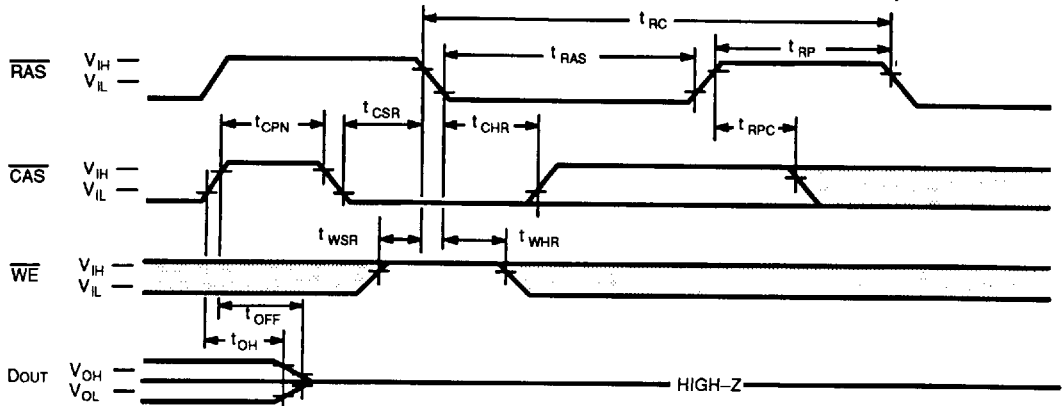 tRC
tRAS
tRP
RAS VIH
VIL
tCPN
tCSR
tCHR
tRPC
CAS VIH
VIL
tWSR
tWHR
WE VIH
VIL
tOFF
tOH
DOUT VOH
VOL
HIGH–Z